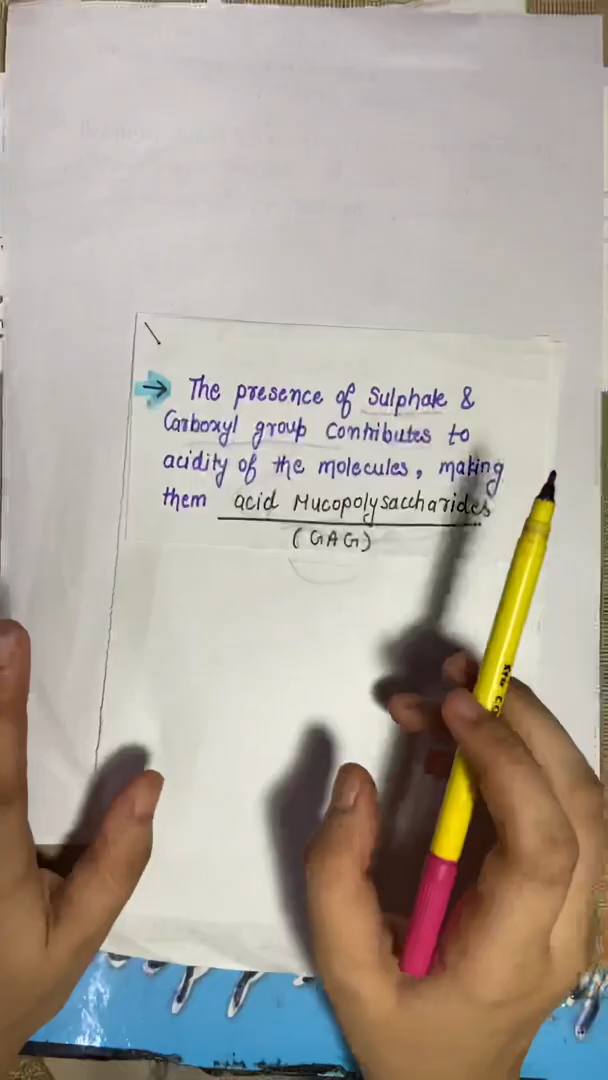 → The presence of Sulphate &
Carboxyl group contributes to
acidity of the molecules, making
them acid Mucopolysaccharides
(GAG)